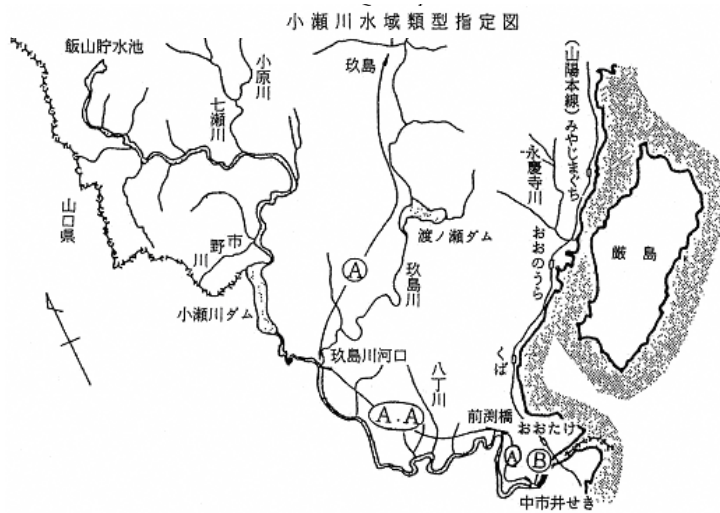 小瀬川水域類型指定図
飯山貯水池
小原川
七瀬川
玖島
(山陽本線)
みやじまぐち
永慶寺川
山口県
野市川
渡ノ瀬ダム
おおのうら
厳島
A
玖島川
小瀬川ダム
くば
玖島川河口
八丁川
A.A
前渕橋
おおたけ
A
B
中市井せき